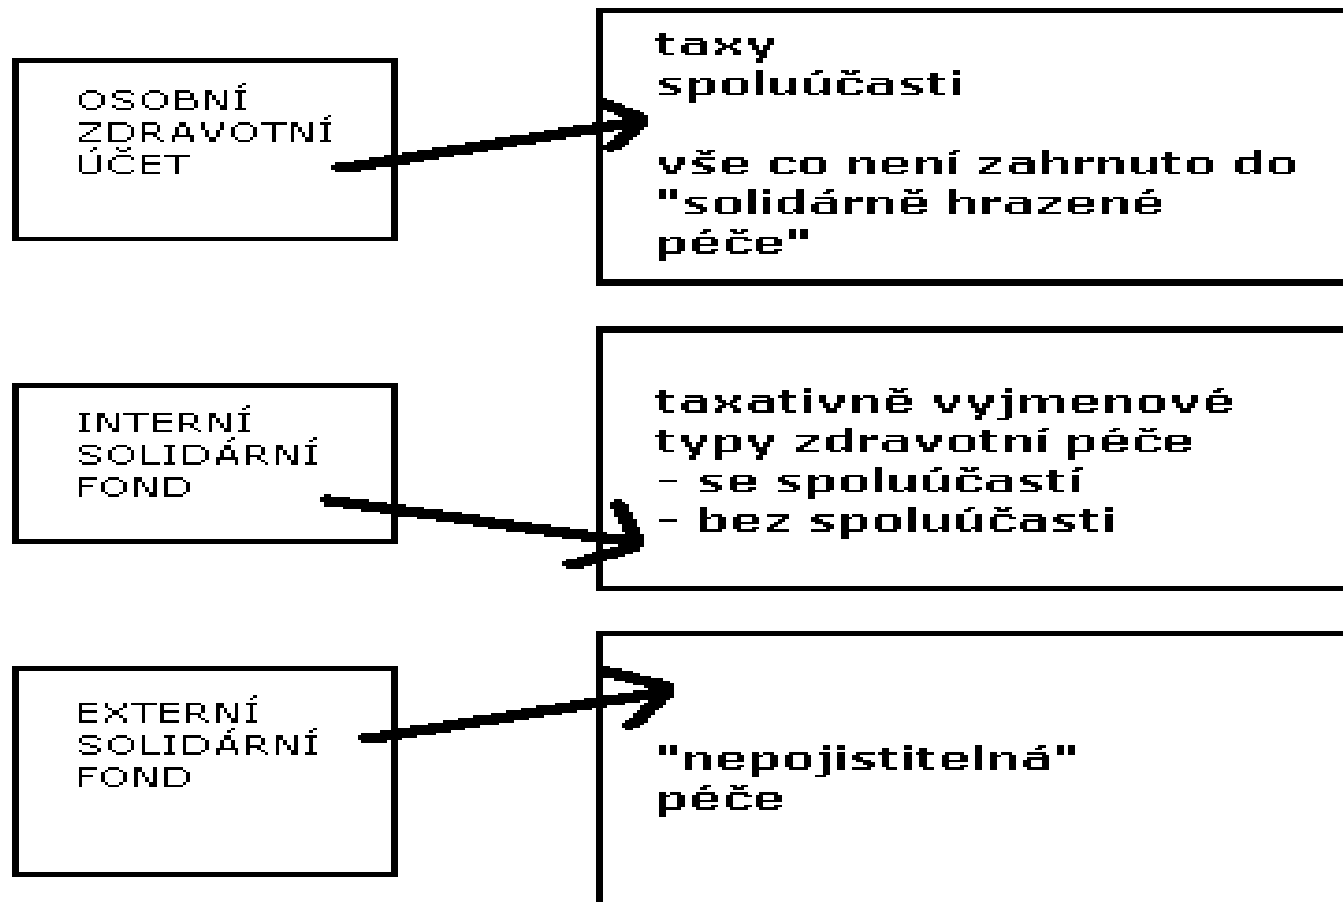 OSOBNÍ
ZDRAVOTNÍ
ÚČET
taxy
spoluúčasti
vše co není zahrnuto do
"solidárně hrazené
péče"
INTERNÍ
SOLIDÁRNÍ
FOND
taxativně vyjmenové
typy zdravotní péče
- se spoluúčastí
- bez spoluúčasti
EXTERNÍ
SOLIDÁRNÍ
FOND
"nepojistitelná"
péče